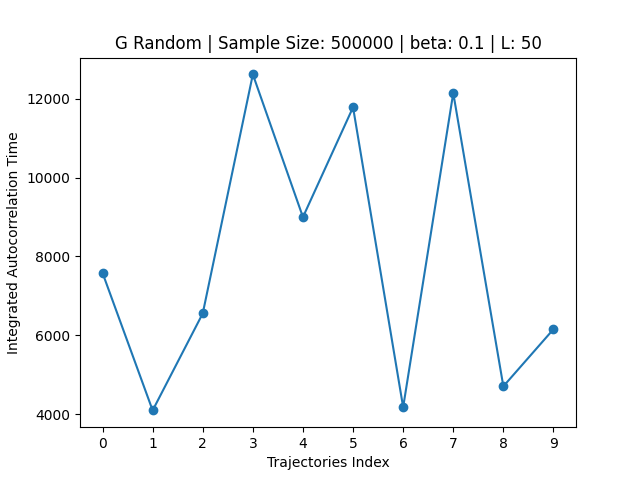 G Random | Sample Size: 500000 | beta: 0.1 | L: 50
Integrated Autocorrelation Time
12000
10000
8000
6000
4000
0 1 2 3 4 5 6 7 8 9
Trajectories Index